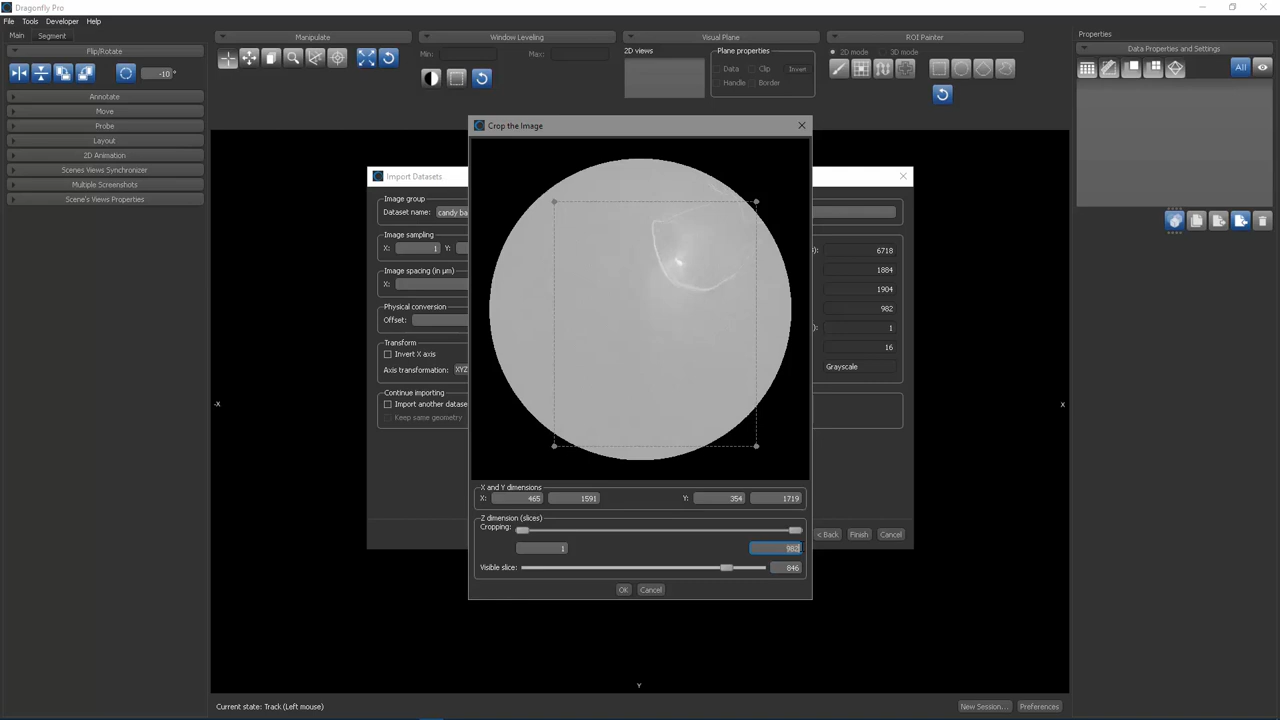 Dragonfly Pro
File Tools Developer Help
Main Segment
Flip/Rotate
-10 °
Annotate
Move
Probe
Layout
2D Animation
Scenes Views Synchronizer
Multiple Screenshots
Scene's Views Properties
Manipulate
Window Leveling
Min: Max:
Visual Plane
2D views
Plane properties
Data Clip Invert
Handle Border
ROI Painter
2D mode 3D mode
Properties
Data Properties and Settings
All
Import Datasets
Image group
Dataset name: candy ba
Image sampling
X: 1 Y:
Image spacing (in µm)
X:
Physical conversion
Offset:
Transform
Invert X axis
Axis transformation: XYZ
Continue importing
Import another datase
Keep same geometry
6718
1884
1904
982
1
16
Grayscale
< Back Finish Cancel
Crop the Image
X and Y dimensions
X: 465 1591 Y: 354 1719
Z dimension (slices)
Cropping:
1 982
Visible slice: 846
OK Cancel
-X
X
Y
Current state: Track (Left mouse)
New Session... Preferences